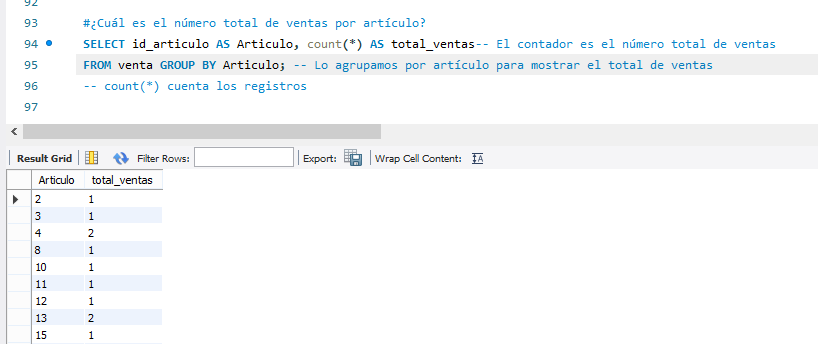 92
93 #¿Cuál es el número total de ventas por artículo?
94 SELECT id_articulo AS Articulo, count(*) AS total_ventas-- El contador es el número total de ventas
95 FROM venta GROUP BY Articulo; -- Lo agrupamos por artículo para mostrar el total de ventas
96 -- count(*) cuenta los registros
97
Result Grid Filter Rows: Export: Wrap Cell Content:
Articulo total_ventas
2 1
3 1
4 2
8 1
10 1
11 1
12 1
13 2
15 1